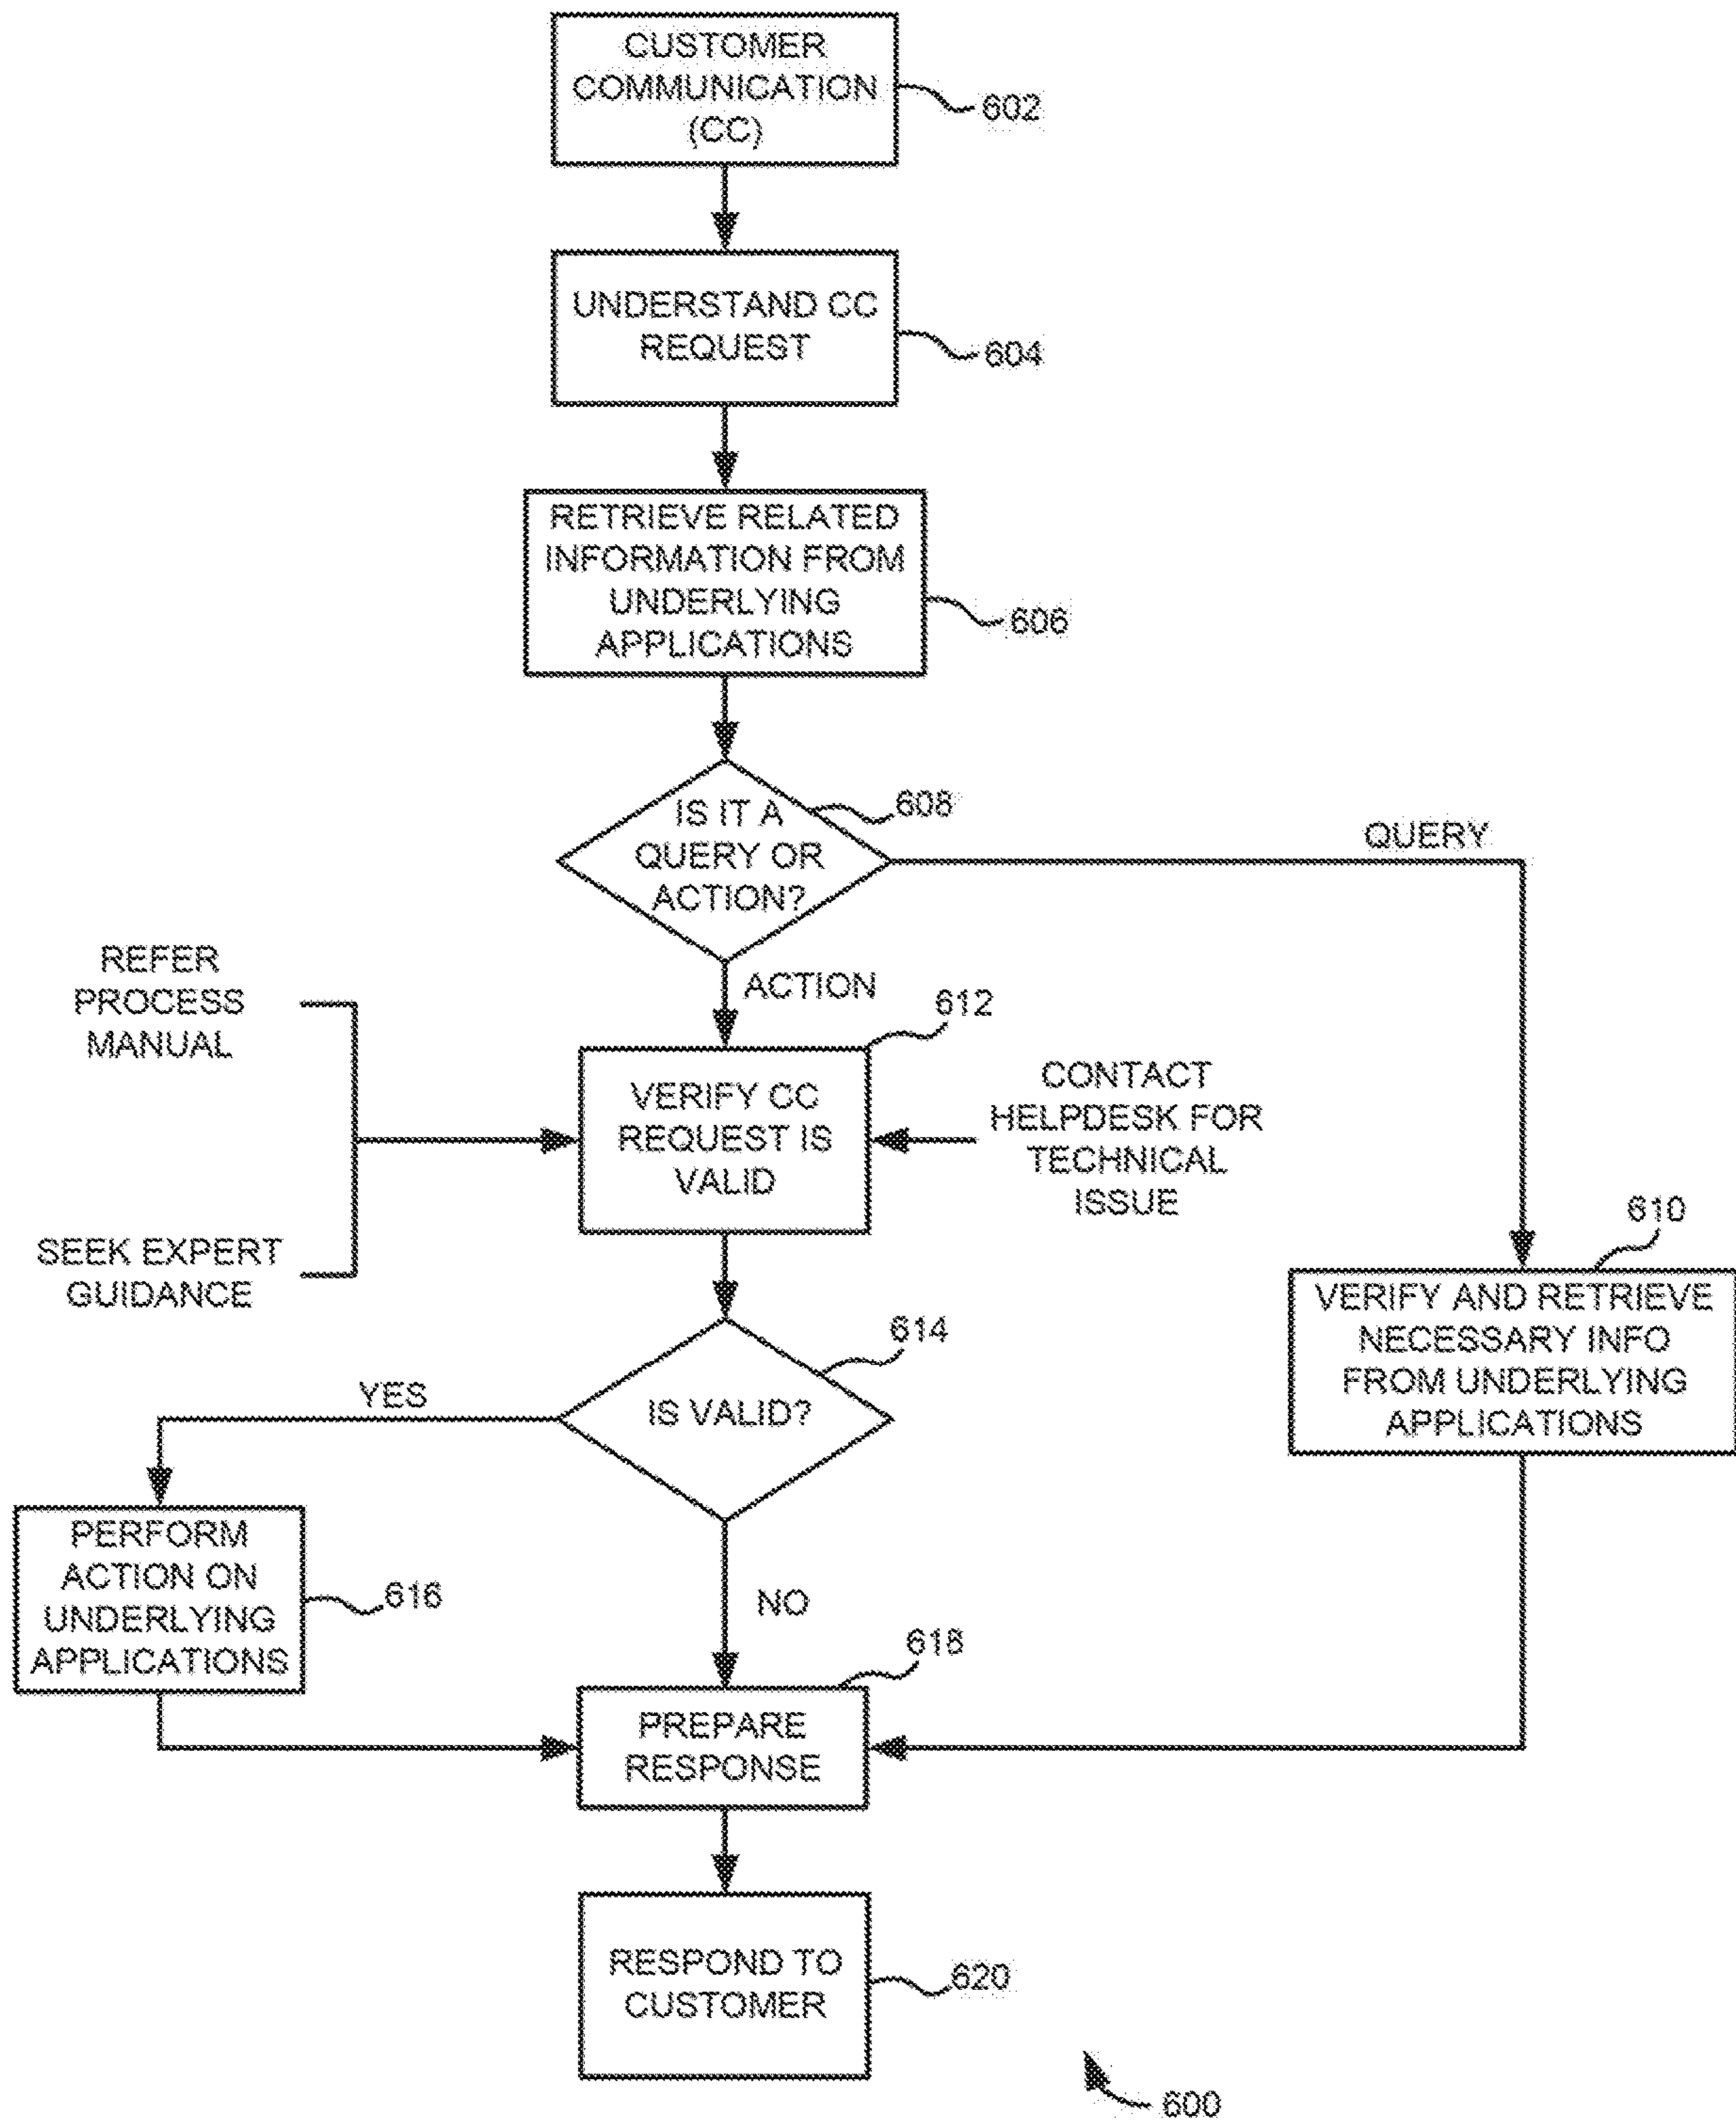 CUSTOMER
COMMUNICATION
(CC)
602
UNDERSTAND CC
REQUEST
604
RETRIEVE RELATED
INFORMATION FROM
UNDERLYING
APPLICATIONS
606
IS IT A
QUERY OR
ACTION?
608
QUERY
ACTION
REFER
PROCESS
MANUAL
612
VERIFY CC
REQUEST IS
VALID
CONTACT
HELPDESK FOR
TECHNICAL
ISSUE
SEEK EXPERT
GUIDANCE
610
VERIFY AND RETRIEVE
NECESSARY INFO
FROM UNDERLYING
APPLICATIONS
614
IS VALID?
YES
PERFORM
ACTION ON
UNDERLYING
APPLICATIONS
616
NO
618
PREPARE
RESPONSE
RESPOND TO
CUSTOMER
620
600